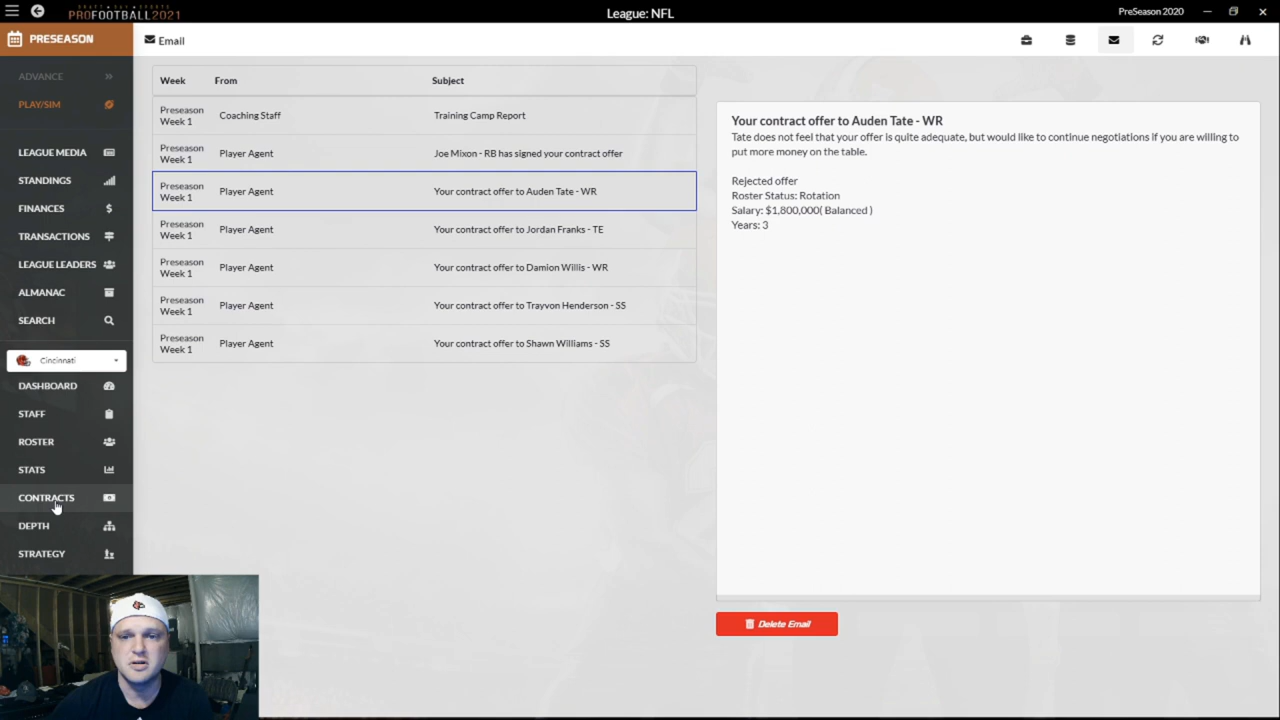 DRAFT DAY SPORTS
PROFOOTBALL2021
League: NFL
PreSeason 2020
PRESEASON
Email
ADVANCE
PLAY/SIM
LEAGUE MEDIA
STANDINGS
FINANCES
TRANSACTIONS
LEAGUE LEADERS
ALMANAC
SEARCH
Cincinnati
DASHBOARD
STAFF
ROSTER
STATS
CONTRACTS
DEPTH
STRATEGY
Week From Subject
Preseason
Week 1 Coaching Staff Training Camp Report
Preseason
Week 1 Player Agent Joe Mixon - RB has signed your contract offer
Preseason
Week 1 Player Agent Your contract offer to Auden Tate - WR
Preseason
Week 1 Player Agent Your contract offer to Jordan Franks - TE
Preseason
Week 1 Player Agent Your contract offer to Damion Willis - WR
Preseason
Week 1 Player Agent Your contract offer to Trayvon Henderson - SS
Preseason
Week 1 Player Agent Your contract offer to Shawn Williams - SS
Your contract offer to Auden Tate - WR
Tate does not feel that your offer is quite adequate, but would like to continue negotiations if you are willing to
put more money on the table.
Rejected offer
Roster Status: Rotation
Salary: $1,800,000( Balanced )
Years: 3
Delete Email